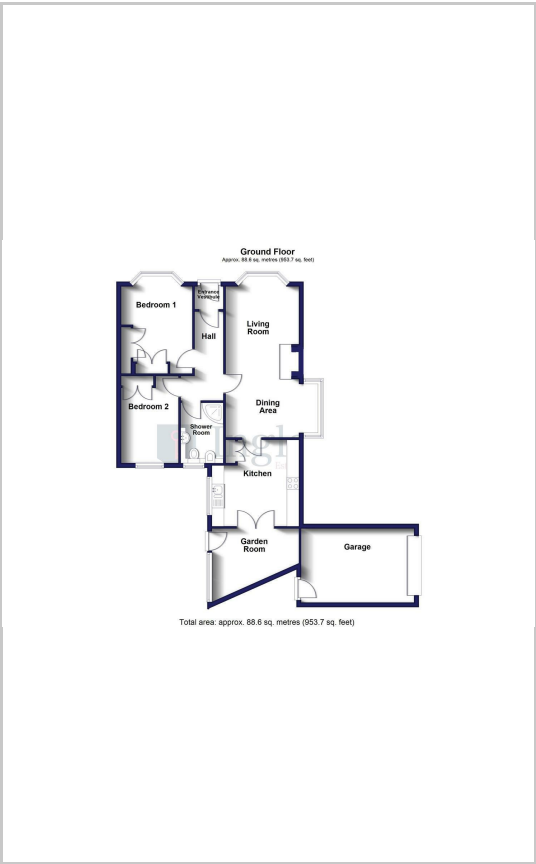 Ground Floor
Approx. 88.6 sq. metres (953.7 sq. feet)
Entrance
Vestibule
Bedroom 1
Living
Room
Hall
Dining
Area
Bedroom 2
Shower
Room
Kitchen
Garden
Room
Garage
Total area: approx. 88.6 sq. metres (953.7 sq. feet)